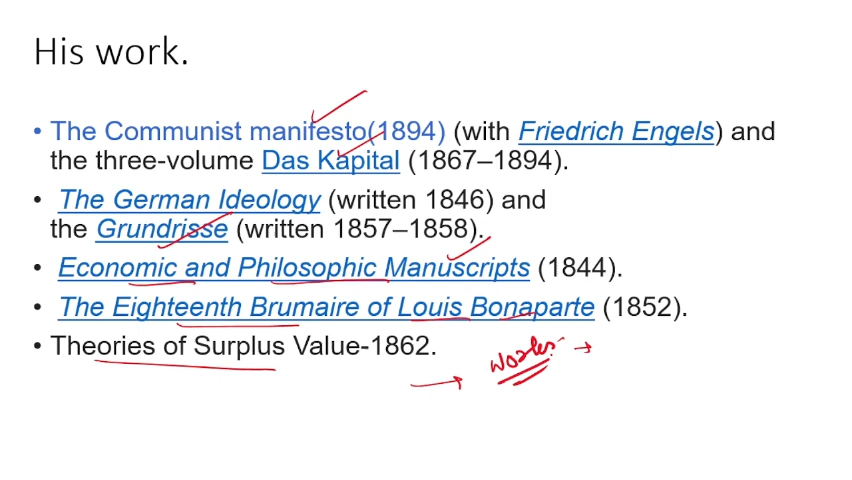 His work.
• The Communist manifesto(1894) (with Friedrich Engels) and
the three-volume Das Kapital (1867–1894).
• The German Ideology (written 1846) and
the Grundrisse (written 1857–1858).
• Economic and Philosophic Manuscripts (1844).
• The Eighteenth Brumaire of Louis Bonaparte (1852).
• Theories of Surplus Value-1862.